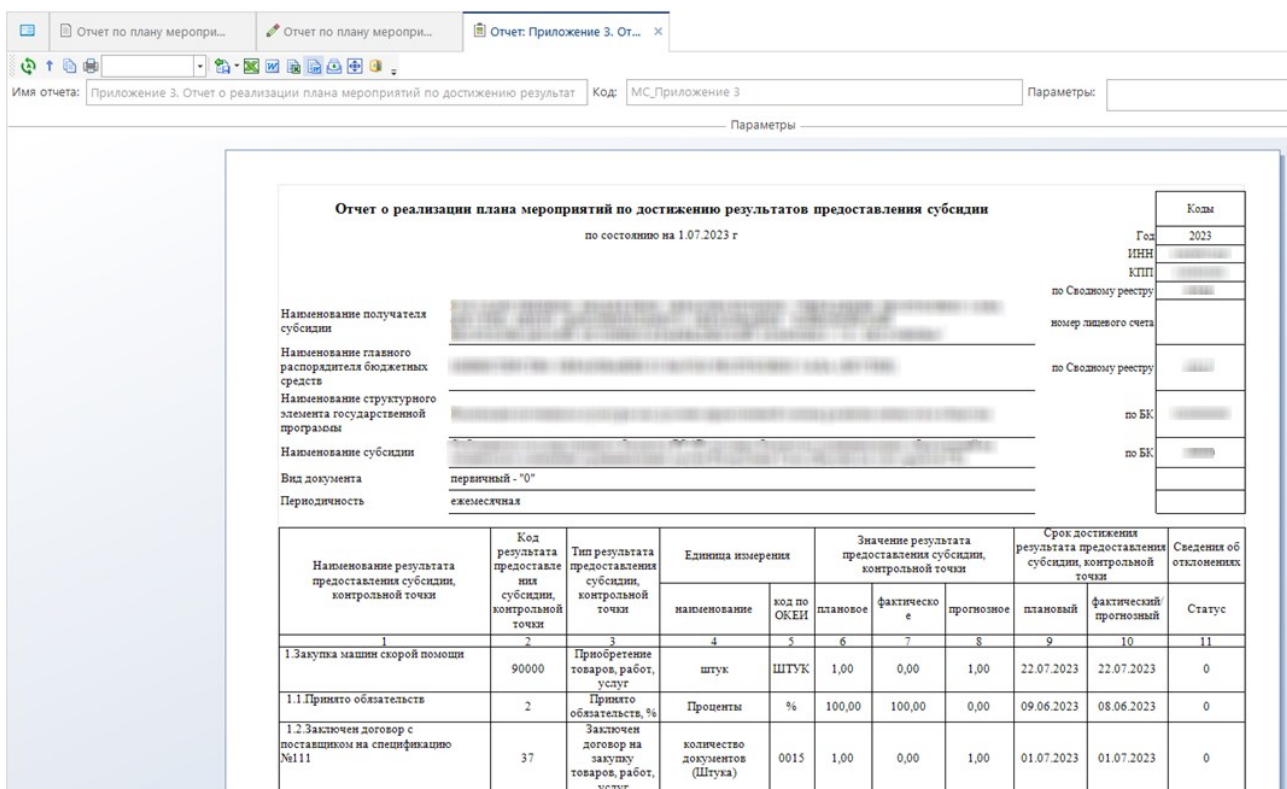 Отчет по плану меропри...
Отчет по плану меропри...
Отчет: Приложение 3. От...
Имя отчета:
Приложение 3. Отчет о реализации плана мероприятий по достижению результат
Код:
МС_Приложение 3
Параметры:
Параметры
Отчет о реализации плана мероприятий по достижению результатов предоставления субсидии
Коды
по состоянию на 1.07.2023 г
Год
2023
ИНН
КПП
по Сводному реестру
Наименование получателя
субсидии
номер лицевого счета
Наименование главного
распорядителя бюджетных
средств
по Сводному реестру
Наименование структурного
элемента государственной
программы
по БК
Наименование субсидии
по БК
Вид документа
первичный - "0"
Периодичность
ежемесячная
Наименование результата
предоставления субсидии,
контрольной точки
Код
результата
предоставле
ния
субсидии,
контрольной
точки
Тип результата
предоставления
субсидии,
контрольной
точки
Единица измерения
Значение результата
предоставления субсидии,
контрольной точки
Срок достижения
результата предоставления
субсидии, контрольной
точки
Сведения об
отклонениях
наименование
код по
ОКЕИ
плановое
фактическо
е
прогнозное
плановый
фактический/
прогнозный
Статус
1 2 3 4 5 6 7 8 9 10 11
1.Закупка машин скорой помощи
90000
Приобретение
товаров, работ,
услуг
штук
ШТУК
1,00
0,00
1,00
22.07.2023
22.07.2023
0
1.1.Принято обязательств
2
Принято
обязательств, %
Проценты
%
100,00
100,00
0,00
09.06.2023
08.06.2023
0
1.2.Заключен договор с
поставщиком на спецификацию
№111
37
Заключен
договор на
закупку
товаров, работ,
услуг
количество
документов
(Штука)
0015
1,00
0,00
1,00
01.07.2023
01.07.2023
0